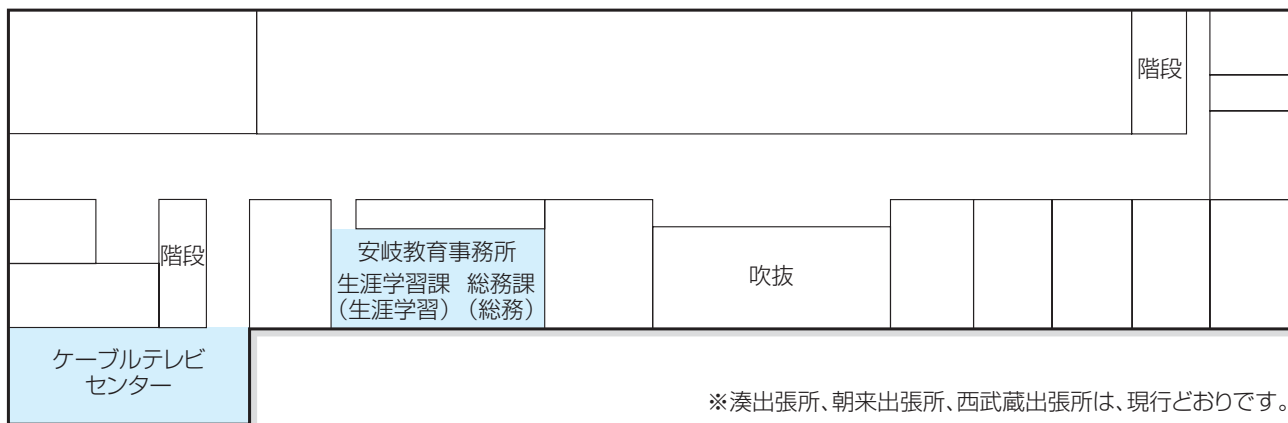 階段
階段
安岐教育事務所
生涯学習課 総務課
(生涯学習) (総務)
吹抜
ケーブルテレビ
センター
※湊出張所、朝来出張所、西武蔵出張所は、現行どおりです。